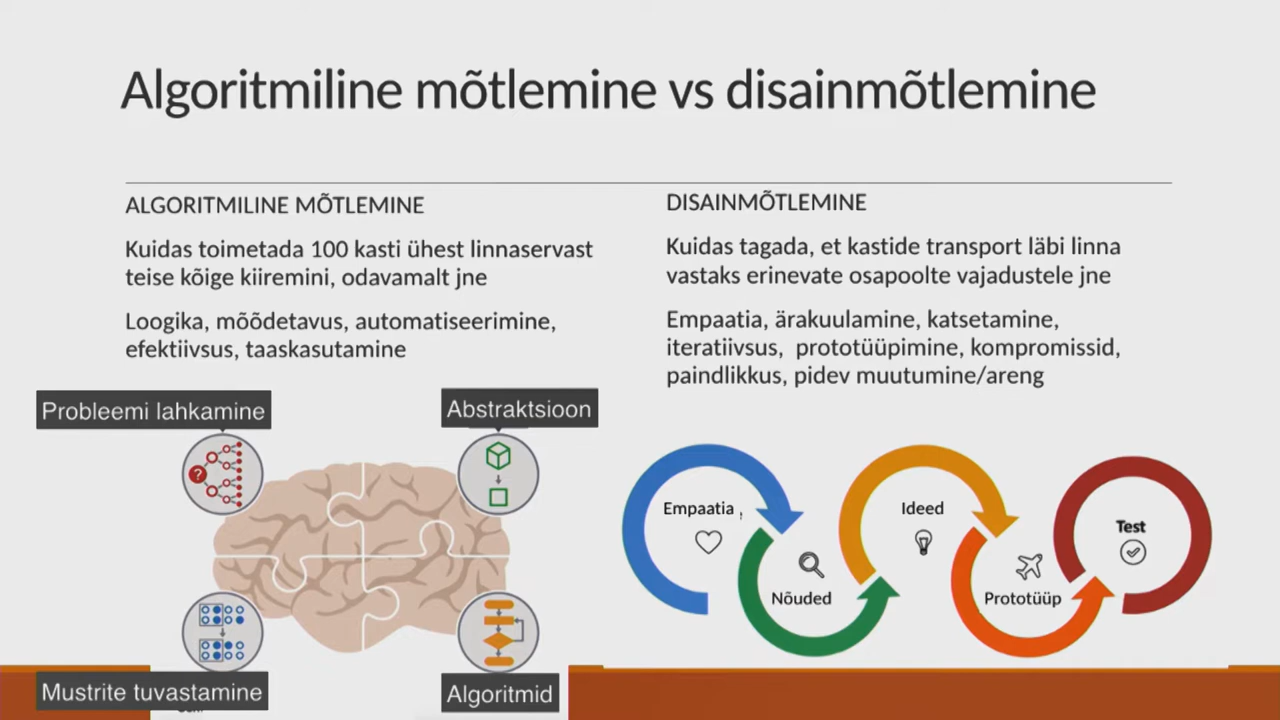 Algoritmiline mõtlemine vs disainmõtlemine
ALGORITMILINE MÕTLEMINE
Kuidas toimetada 100 kasti ühest linnaservast
teise kõige kiiremini, odavamalt jne
Loogika, mõõdetavus, automatiseerimine,
efektiivsus, taaskasutamine
DISAINMÕTLEMINE
Kuidas tagada, et kastide transport läbi linna
vastaks erinevate osapoolte vajadustele jne
Empaatia, ärakuulamine, katsetamine,
iteratiivsus, prototüüpimine, kompromissid,
paindlikkus, pidev muutumine/areng
Probleemi lahkamine
Abstraktsioon
?
Mustrite tuvastamine
Algoritmid
Empaatia ,
Nõuded
Ideed
Prototüüp
Test